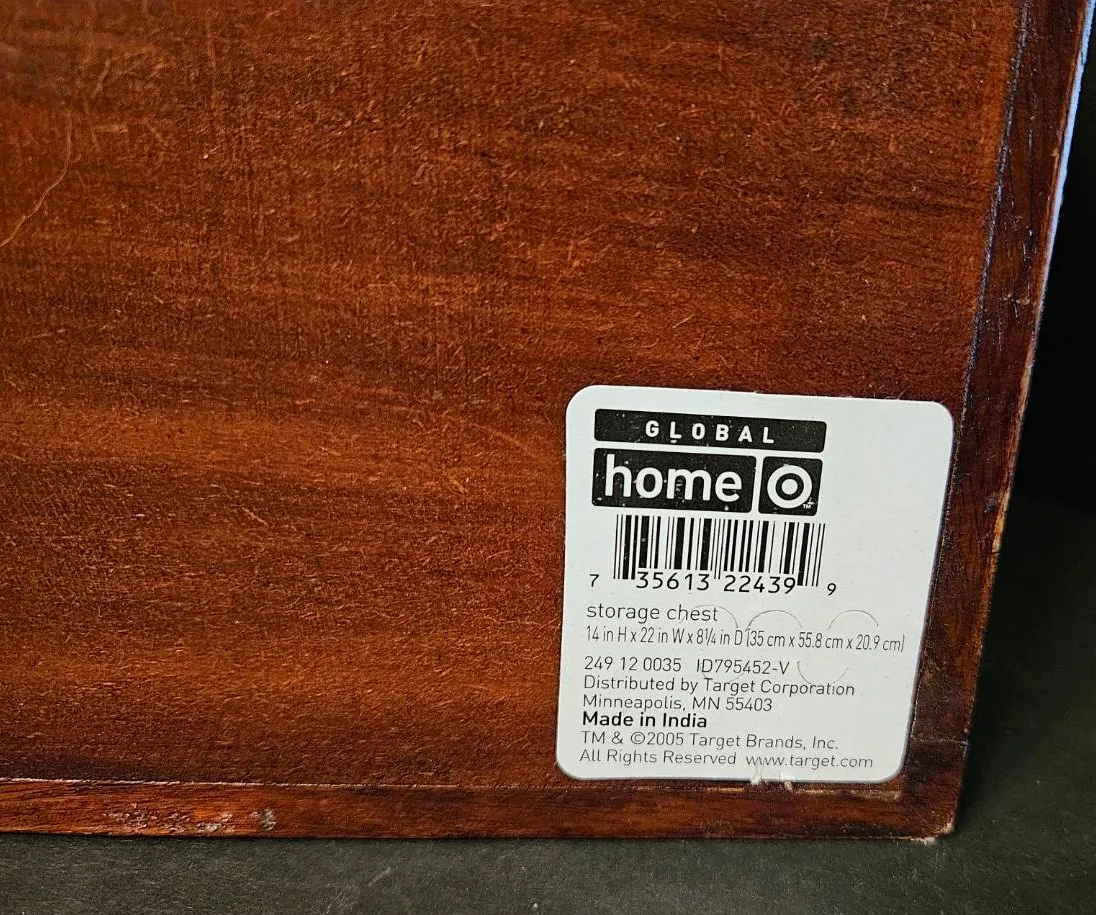 GLOBAL
home
7 35613 22439 9
storage chest
14 in H x 22 in W x 8¼ in D (35 cm x 55.8 cm x 20.9 cm)
249 12 0035 ID795452-V
Distributed by Target Corporation
Minneapolis, MN 55403
Made in India
TM & ©2005 Target Brands, Inc.
All Rights Reserved www.target.com